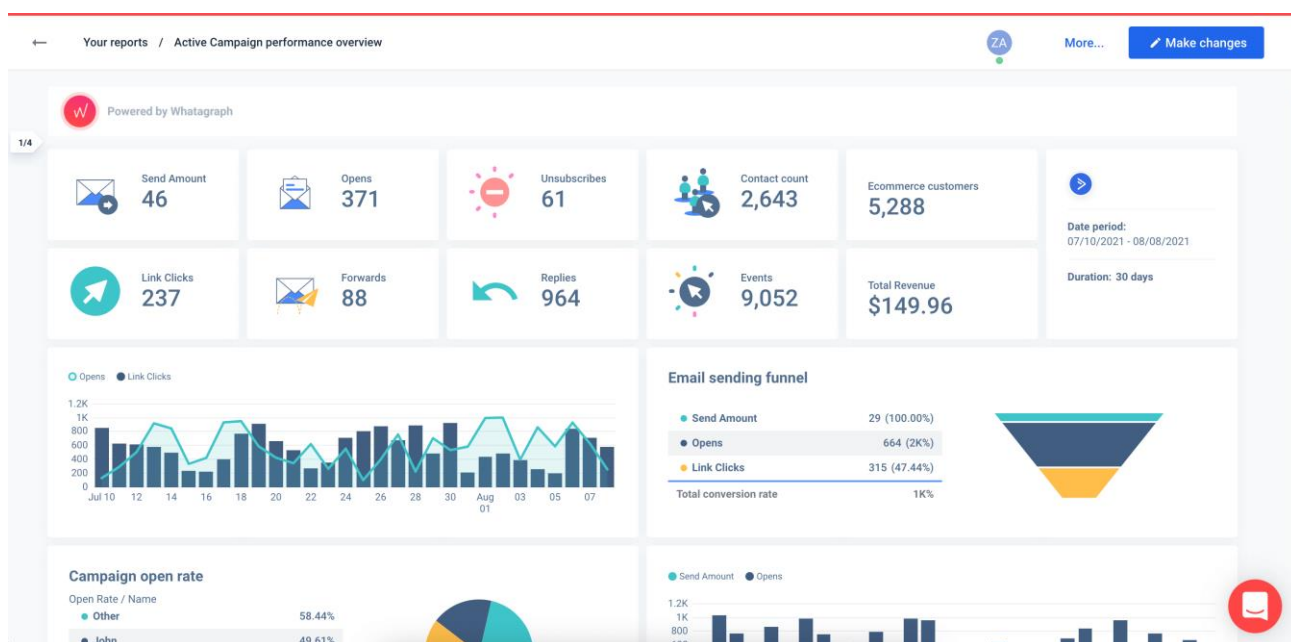 Your reports / Active Campaign performance overview
ZA
More...
Make changes
Powered by Whatagraph
1/4
Send Amount
46
Opens
371
Unsubscribes
61
Contact count
2,643
Ecommerce customers
5,288
Date period:
07/10/2021 - 08/08/2021
Duration: 30 days
Link Clicks
237
Forwards
88
Replies
964
Events
9,052
Total Revenue
$149.96
Opens Link Clicks
1.2K
1K
800
600
400
200
0
Jul 10 12 14 16 18 20 22 24 26 28 30 Aug 01 03 05 07
Email sending funnel
Send Amount 29 (100.00%)
Opens 664 (2K%)
Link Clicks 315 (47.44%)
Total conversion rate 1K%
Campaign open rate
Open Rate / Name
Other 58.44%
John 49.61%
Send Amount Opens
1.2K
1K
800